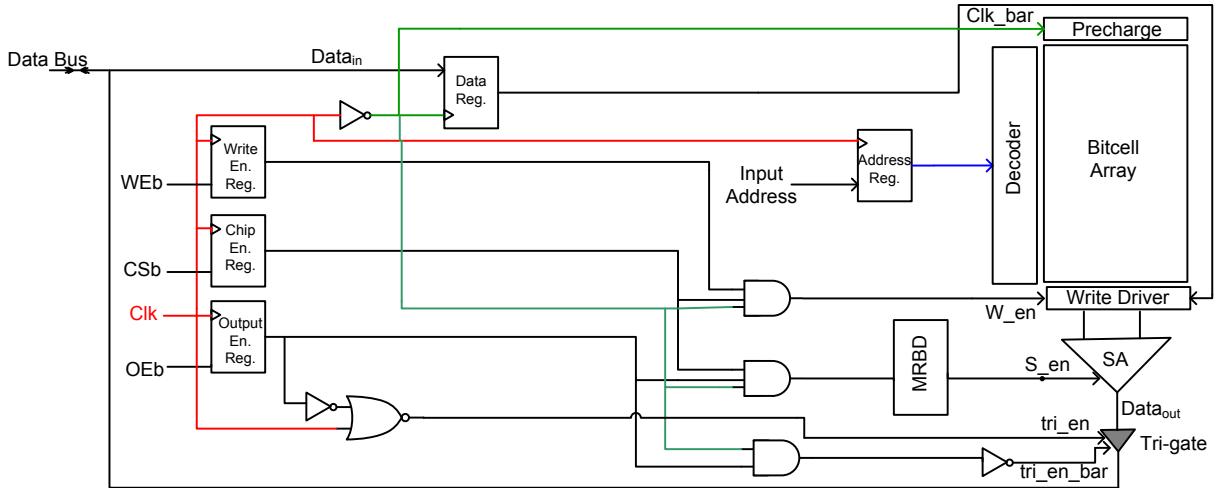 Clk_bar
Precharge
Data Bus
Data_in
Data
Reg.
Write
En.
Reg.
WEb
Input
Address
Address
Reg.
Decoder
Bitcell
Array
Chip
En.
Reg.
CSb
Clk
Output
En.
Reg.
OEb
W_en
Write Driver
MRBD
S_en
SA
Data_out
tri_en
Tri-gate
tri_en_bar